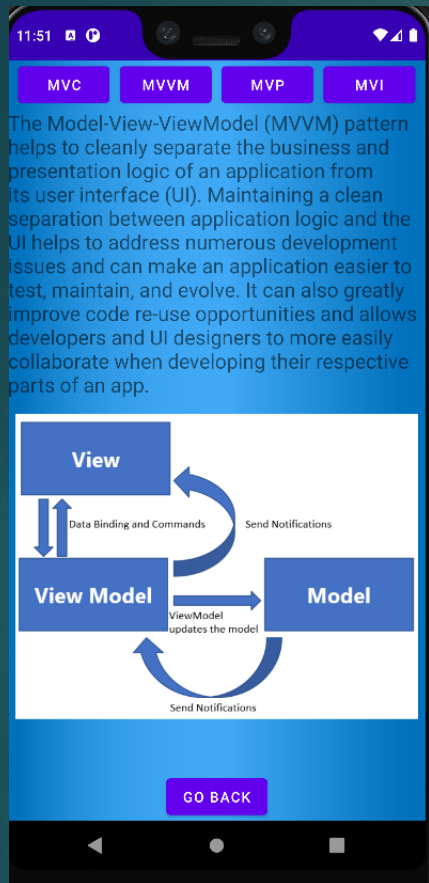 11:51
MVC MVVM MVP MVI
The Model-View-ViewModel (MVVM) pattern
helps to cleanly separate the business and
presentation logic of an application from
its user interface (UI). Maintaining a clean
separation between application logic and the
UI helps to address numerous development
issues and can make an application easier to
test, maintain, and evolve. It can also greatly
improve code re-use opportunities and allows
developers and UI designers to more easily
collaborate when developing their respective
parts of an app.
View
Data Binding and Commands
Send Notifications
View Model
Model
ViewModel
updates the model
Send Notifications
GO BACK